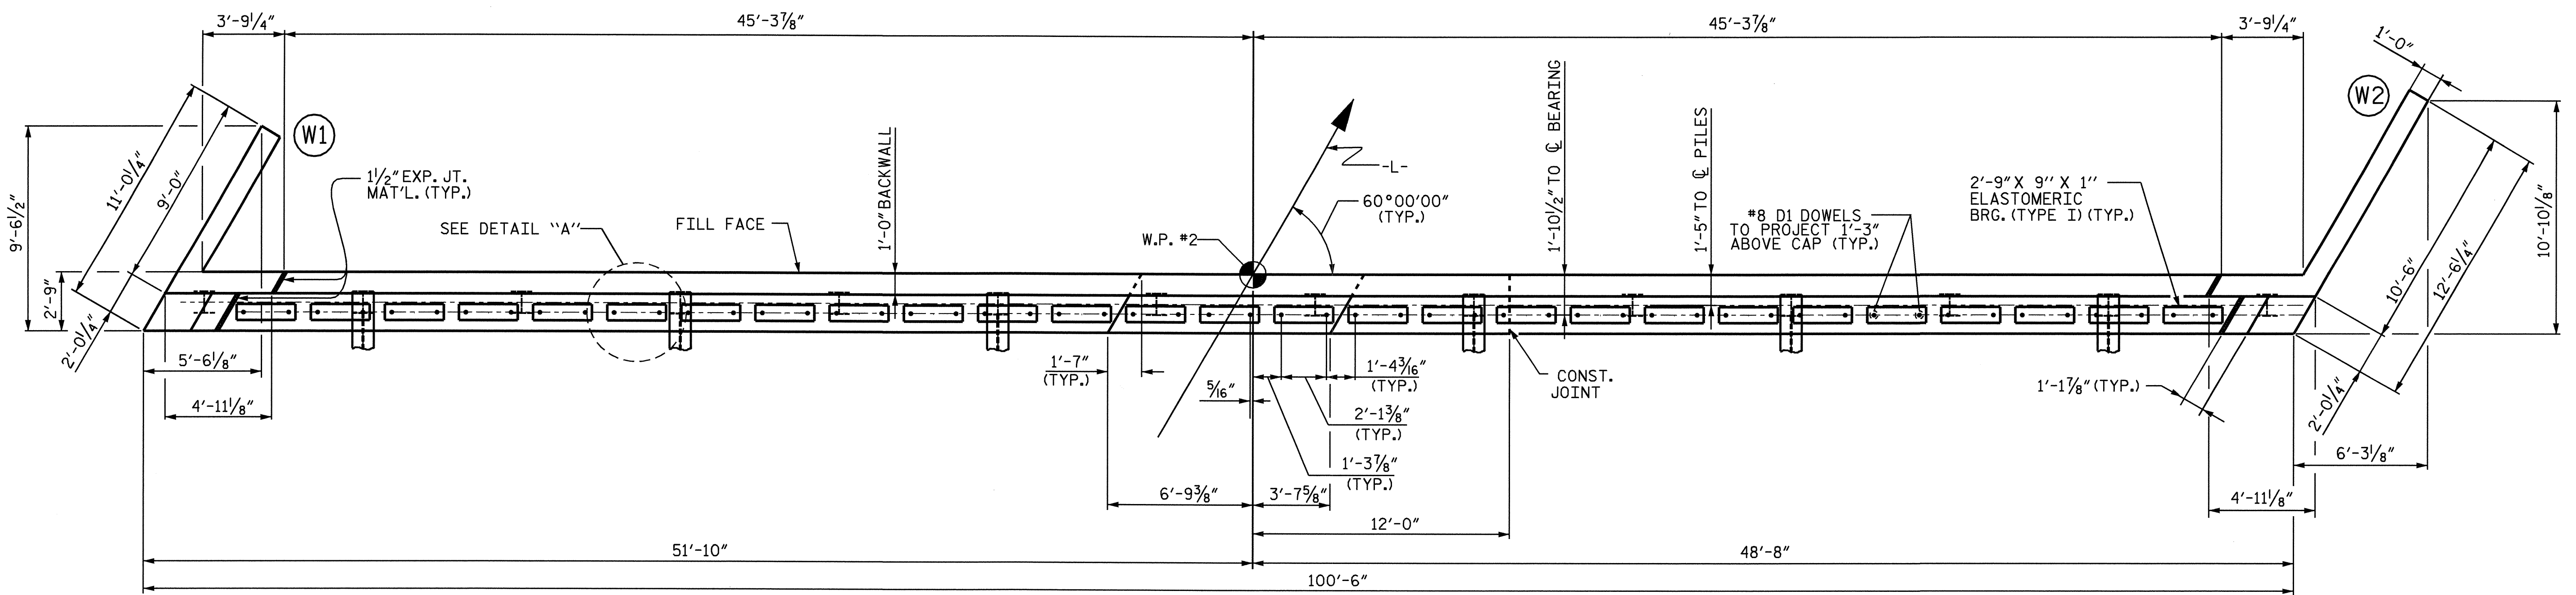 3'-9¼"
45'-3⅞"
45'-3⅞"
3'-9¼"
1'-0"
W1
W2
11'-0¼"
9'-0"
9'-6½"
2'-9"
2'-0¼"
1½" EXP. JT.
MAT'L. (TYP.)
SEE DETAIL "A"
FILL FACE
1'-0" BACKWALL
W.P. #2
-L-
60°00'00"
(TYP.)
1'-10½" TO ℄ BEARING
1'-5" TO ℄ PILES
#8 D1 DOWELS
TO PROJECT 1'-3"
ABOVE CAP (TYP.)
2'-9" X 9" X 1"
ELASTOMERIC
BRG. (TYPE I) (TYP.)
10'-10⅛"
10'-6"
12'-6¼"
2'-0¼"
5'-6⅛"
4'-11⅛"
1'-7"
(TYP.)
5/16"
1'-4 3/16"
(TYP.)
2'-1⅜"
(TYP.)
1'-3⅞"
(TYP.)
CONST.
JOINT
1'-1⅞" (TYP.)
6'-3⅛"
4'-11⅛"
6'-9⅜"
3'-7⅝"
12'-0"
51'-10"
48'-8"
100'-6"